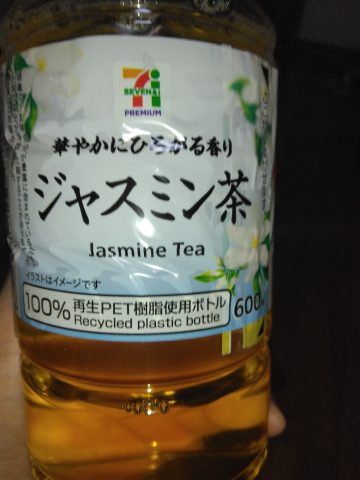 7i
SEVEN&i
PREMIUM
華やかにひろがる香り
ジャスミン茶
Jasmine Tea
イラストはイメージです
100%
再生PET樹脂使用ボトル
Recycled plastic bottle
600